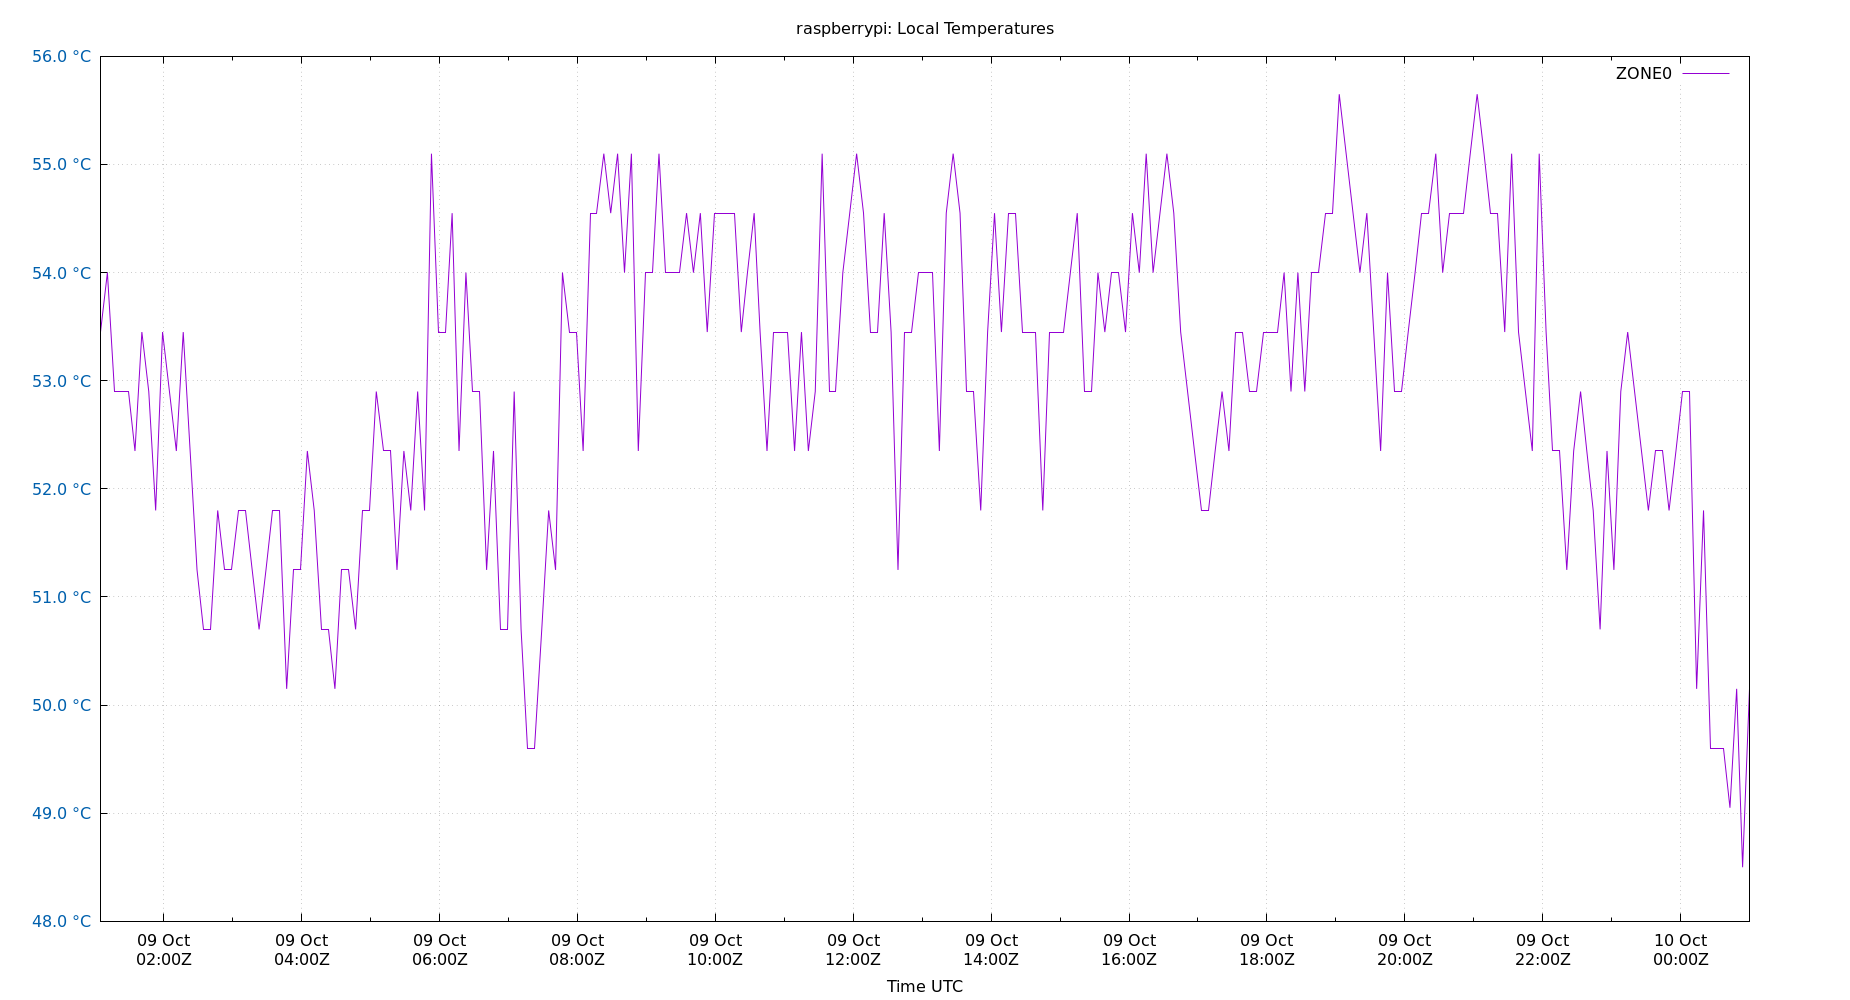 raspberrypi: Local Temperatures
ZONE0
56.0 °C
55.0 °C
54.0 °C
53.0 °C
52.0 °C
51.0 °C
50.0 °C
49.0 °C
48.0 °C
09 Oct 09 Oct 09 Oct 09 Oct 09 Oct 09 Oct 09 Oct 09 Oct 09 Oct 09 Oct 09 Oct 10 Oct
02:00Z 04:00Z 06:00Z 08:00Z 10:00Z 12:00Z 14:00Z 16:00Z 18:00Z 20:00Z 22:00Z 00:00Z
Time UTC